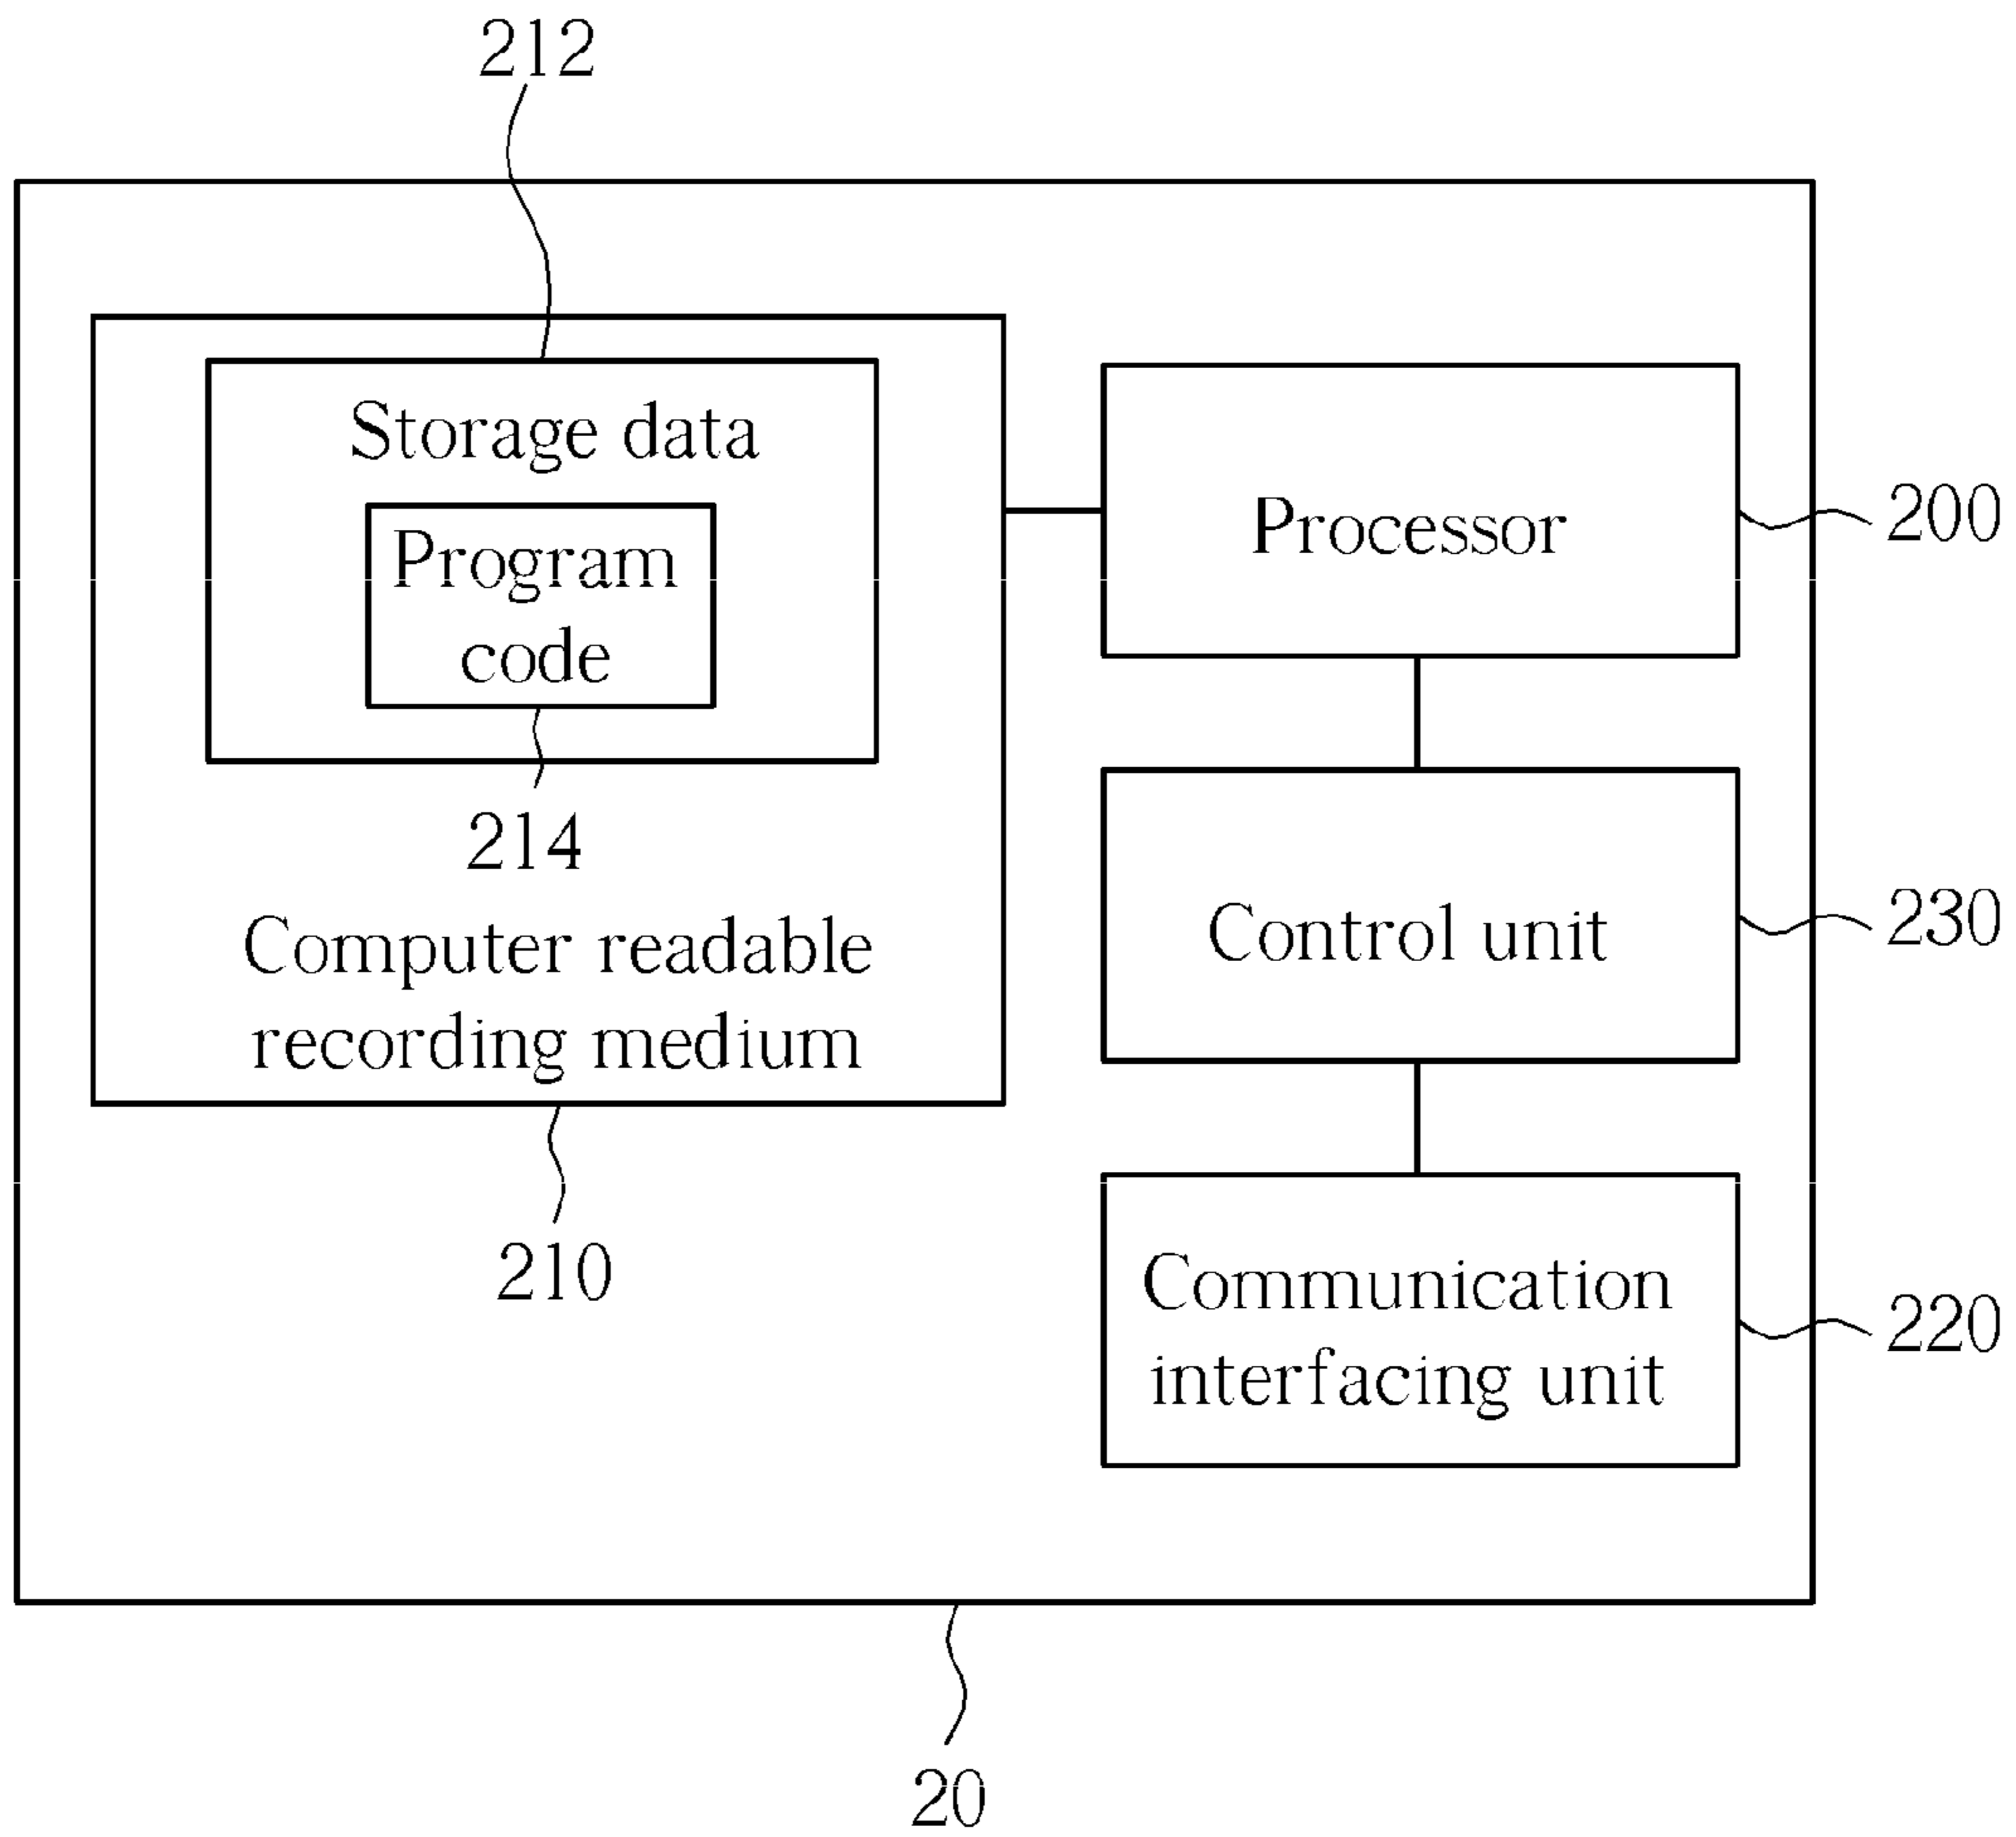 212
Storage data
Program
code
214
Computer readable
recording medium
210
Processor
200
Control unit
230
Communication
interfacing unit
220
20